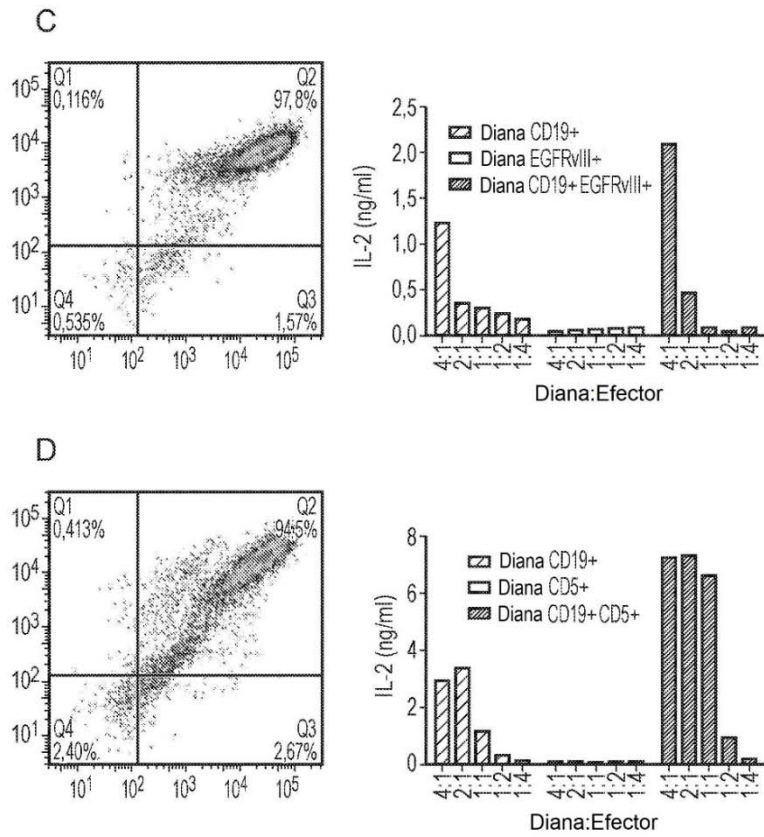 C
Q1
0,116%
Q2
97,8%
Q4
0,535%
Q3
1,57%
10⁵
10⁴
10³
10²
10¹
10¹ 10² 10³ 10⁴ 10⁵
2,5
2,0
1,5
1,0
0,5
0,0
IL-2 (ng/ml)
Diana CD19+
Diana EGFRvIII+
Diana CD19+EGFRvIII+
4:1 2:1 1:1 1:2 1:4 4:1 2:1 1:1 1:2 1:4 4:1 2:1 1:1 1:2 1:4
Diana:Efector
D
Q1
0,413%
Q2
94,5%
Q4
2,40%
Q3
2,67%
10⁵
10⁴
10³
10²
10¹
10¹ 10² 10³ 10⁴ 10⁵
8
6
4
2
0
IL-2 (ng/ml)
Diana CD19+
Diana CD5+
Diana CD19+CD5+
4:1 2:1 1:1 1:2 1:4 4:1 2:1 1:1 1:2 1:4 4:1 2:1 1:1 1:2 1:4
Diana:Efector